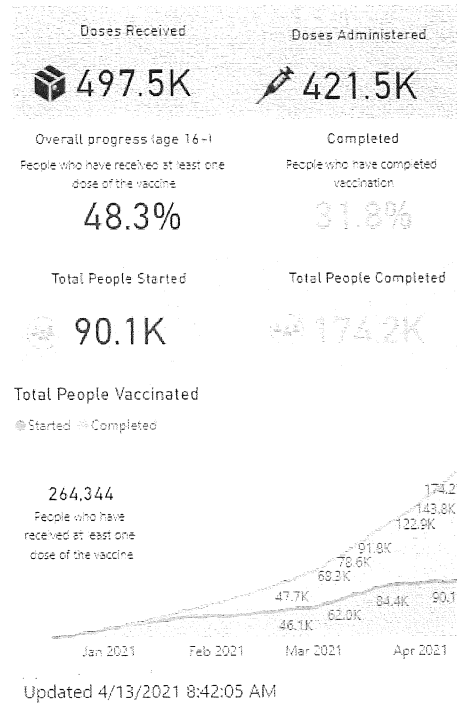 Doses Received
497.5K
Doses Administered
421.5K
Overall progress (age 16+)
People who have received at least one
dose of the vaccine
48.3%
Completed
People who have completed
vaccination
31.8%
Total People Started
90.1K
Total People Completed
174.2K
Total People Vaccinated
Started Completed
264,344
People who have
received at least one
dose of the vaccine
174.2
143.8K
122.9K
91.8K
78.6K
68.3K
47.7K
46.1K
62.0K
84.4K
90.1
Jan 2021 Feb 2021 Mar 2021 Apr 2021
Updated 4/13/2021 8:42:05 AM